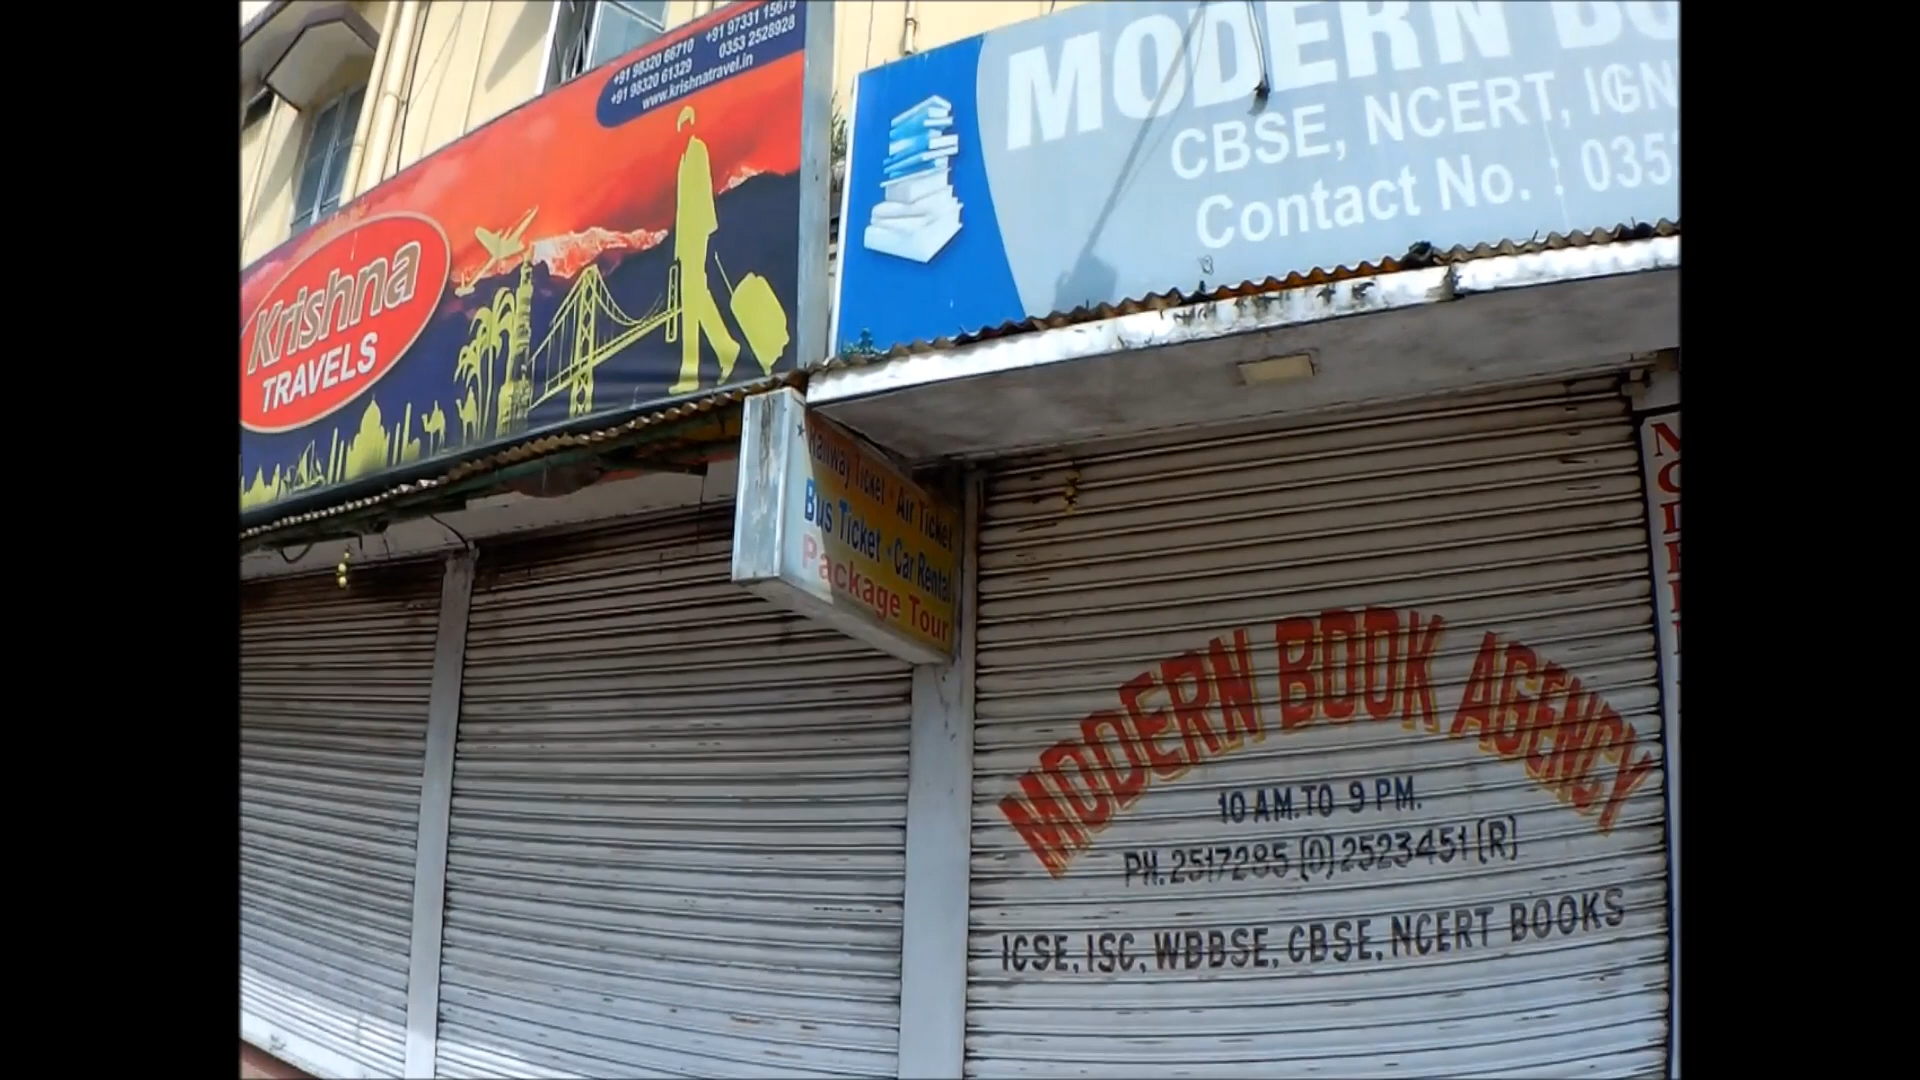 +91 98320 66710 +91 97331 15679
+91 98320 61329 0353 2528928
www.krishnatravel.in
Krishna
TRAVELS
MODERN
CBSE, NCERT,
Contact No. :
Railway Ticket * Air Ticket
Bus Ticket * Car Rental
Package Tour
MODERN BOOK AGENCY
10 AM. TO 9 PM.
PH. 2517285 (O) 2523451 (R)
ICSE, ISC, WBBSE, CBSE, NCERT BOOKS